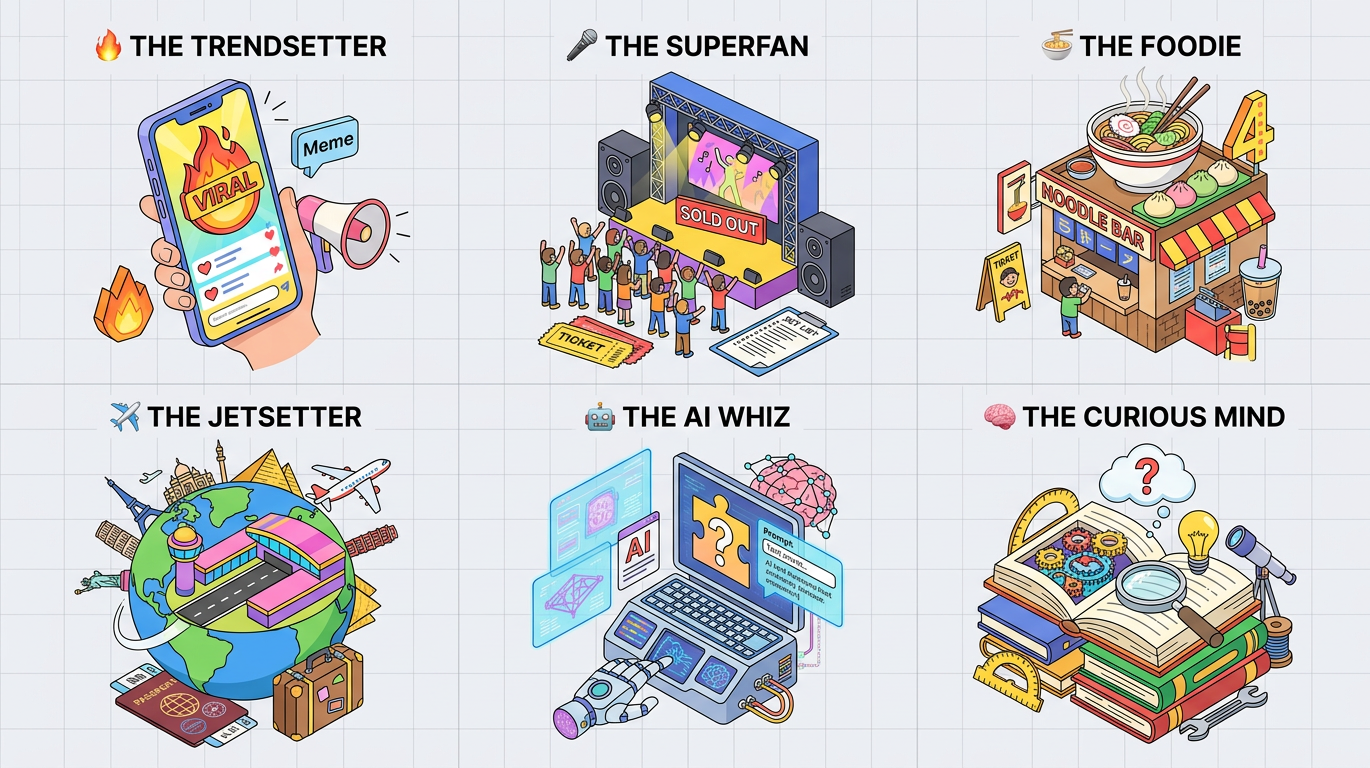 🔥 THE TRENDSETTER
VIRAL
Meme
🎤 THE SUPERFAN
SOLD OUT
TICKET
🍜 THE FOODIE
4
NOODLE BAR
TIRRET
✈️ THE JETSETTER
🤖 THE AI WHIZ
AI
?
Prompt
🧠 THE CURIOUS MIND
?